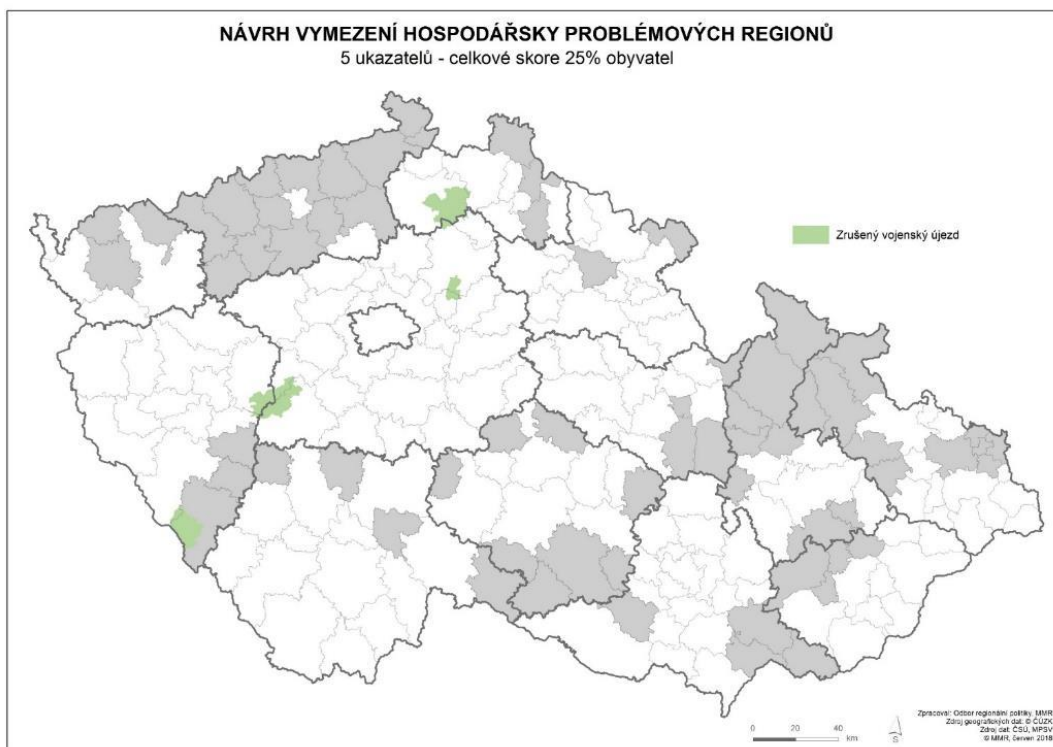 NÁVRH VYMEZENÍ HOSPODÁŘSKY PROBLÉMOVÝCH REGIONŮ
5 ukazatelů - celkové skore 25% obyvatel
Zrušený vojenský újezd
Zpracoval: Odbor regionální politiky, MMR
Zdroj geografických dat: © ČÚZK
Zdroj dat: ČSÚ, MPSV
© MMR, červen 2018
0 20 40
km
S